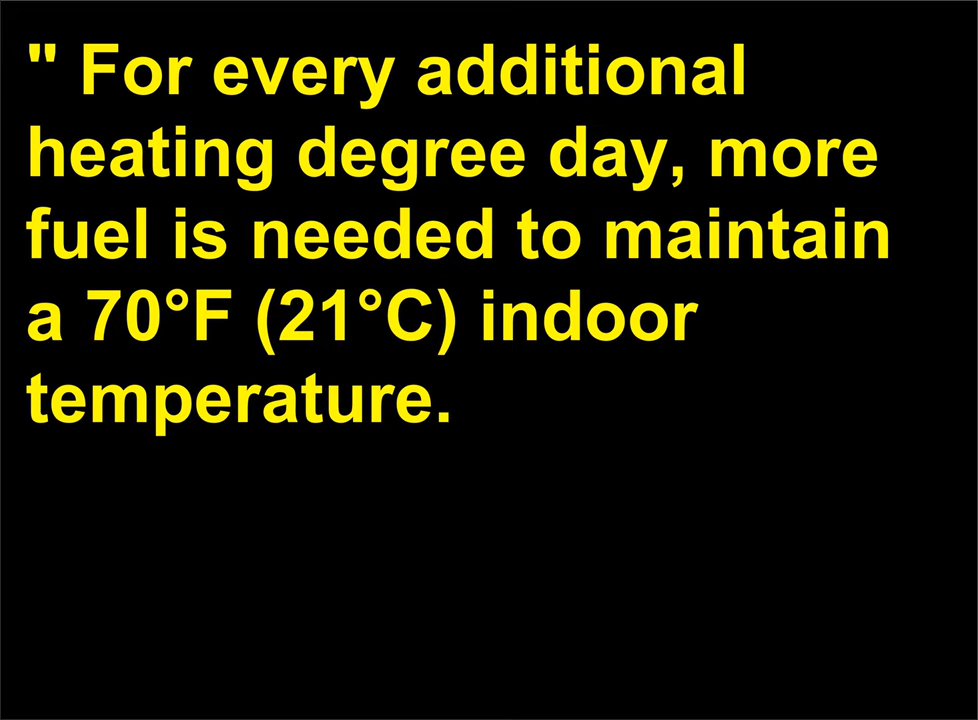 " For every additional
heating degree day, more
fuel is needed to maintain
a 70°F (21°C) indoor
temperature.